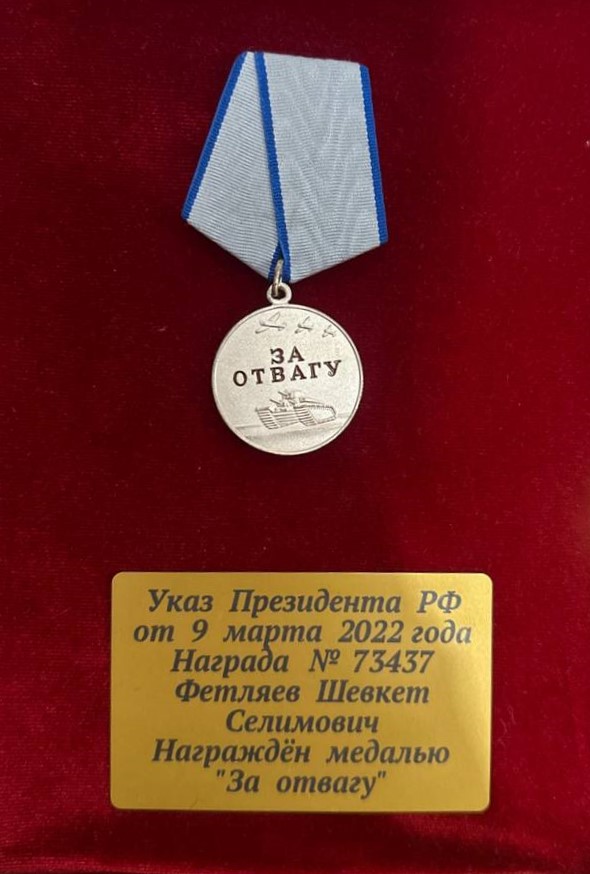 ЗА
ОТВАГУ
Указ Президента РФ
от 9 марта 2022 года
Награда № 73437
Фетляев Шевкет
Селимович
Награждён медалью
"За отвагу"